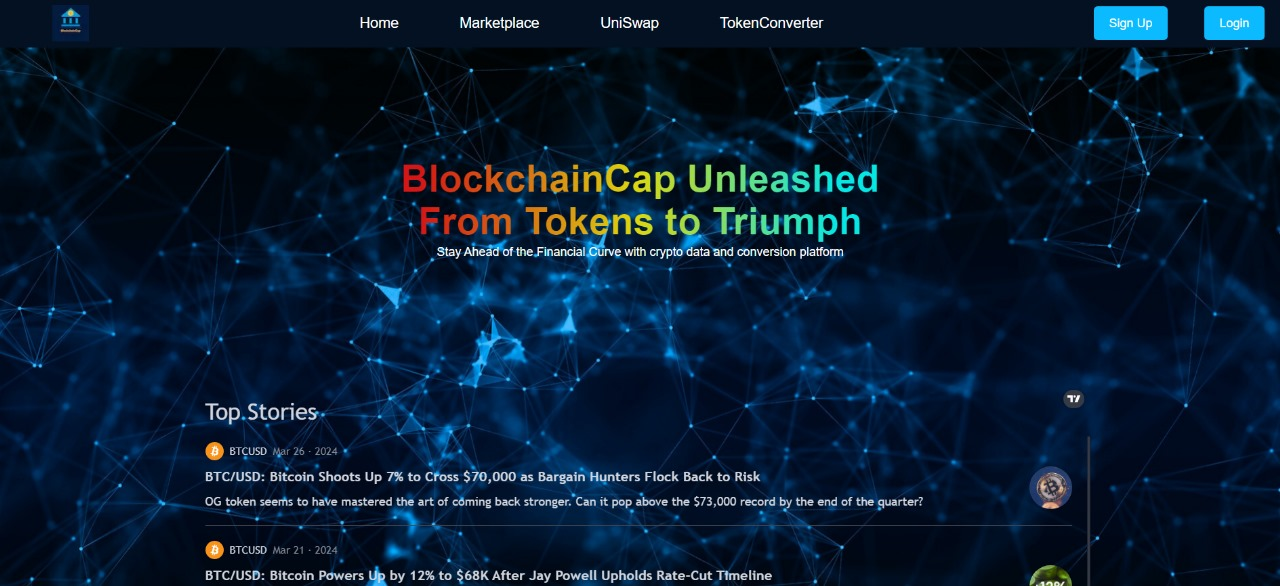 Home
Marketplace
UniSwap
TokenConverter
Sign Up
Login
BlockchainCap Unleashed
From Tokens to Triumph
Stay Ahead of the Financial Curve with crypto data and conversion platform
Top Stories
BTCUSD Mar 26 · 2024
BTC/USD: Bitcoin Shoots Up 7% to Cross $70,000 as Bargain Hunters Flock Back to Risk
OG token seems to have mastered the art of coming back stronger. Can it pop above the $73,000 record by the end of the quarter?
BTCUSD Mar 21 · 2024
BTC/USD: Bitcoin Powers Up by 12% to $68K After Jay Powell Upholds Rate-Cut Timeline